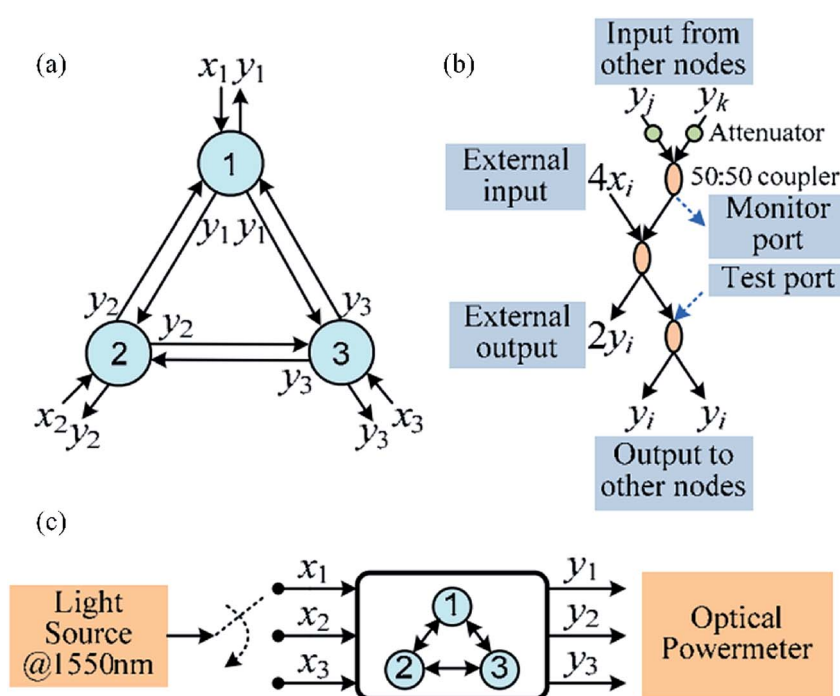 (a)
x₁ y₁
1
y₁ y₁
y₂
y₃
2
y₂
3
y₃
x₂ y₂
y₃ x₃
(b)
Input from
other nodes
yⱼ
yₖ
Attenuator
External
input
4xᵢ
50:50 coupler
Monitor
port
Test port
External
output
2yᵢ
yᵢ
yᵢ
Output to
other nodes
(c)
Light
Source
@1550nm
x₁
x₂
x₃
1
2
3
y₁
y₂
y₃
Optical
Powermeter